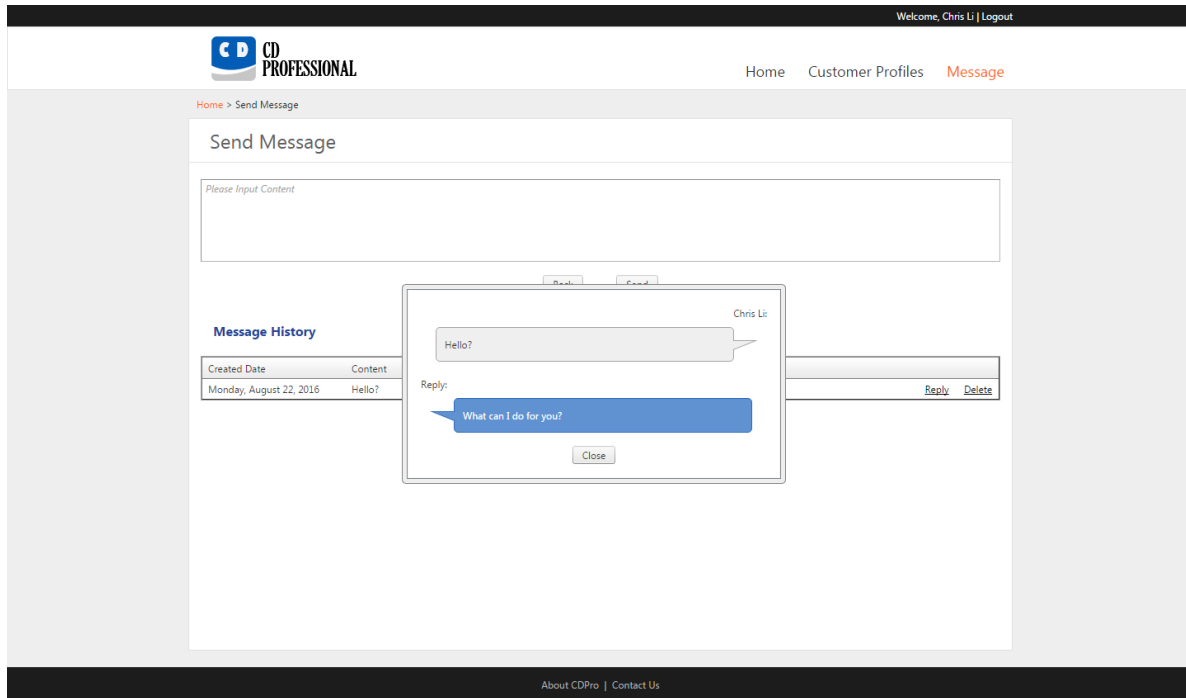 Welcome, Chris Li | Logout
C D
CD
PROFESSIONAL
Home Customer Profiles Message
Home > Send Message
Send Message
Please Input Content
Back Send
Message History
Created Date Content
Monday, August 22, 2016 Hello? Reply Delete
Chris Li:
Hello?
Reply:
What can I do for you?
Close
About CDPro | Contact Us